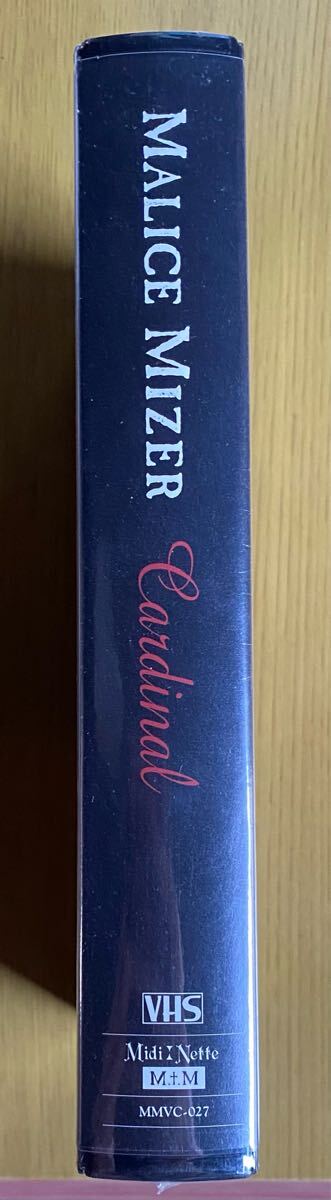 MALICE MIZER Cardinal
VHS
Midi:Nette
M.†.M
MMVC-027